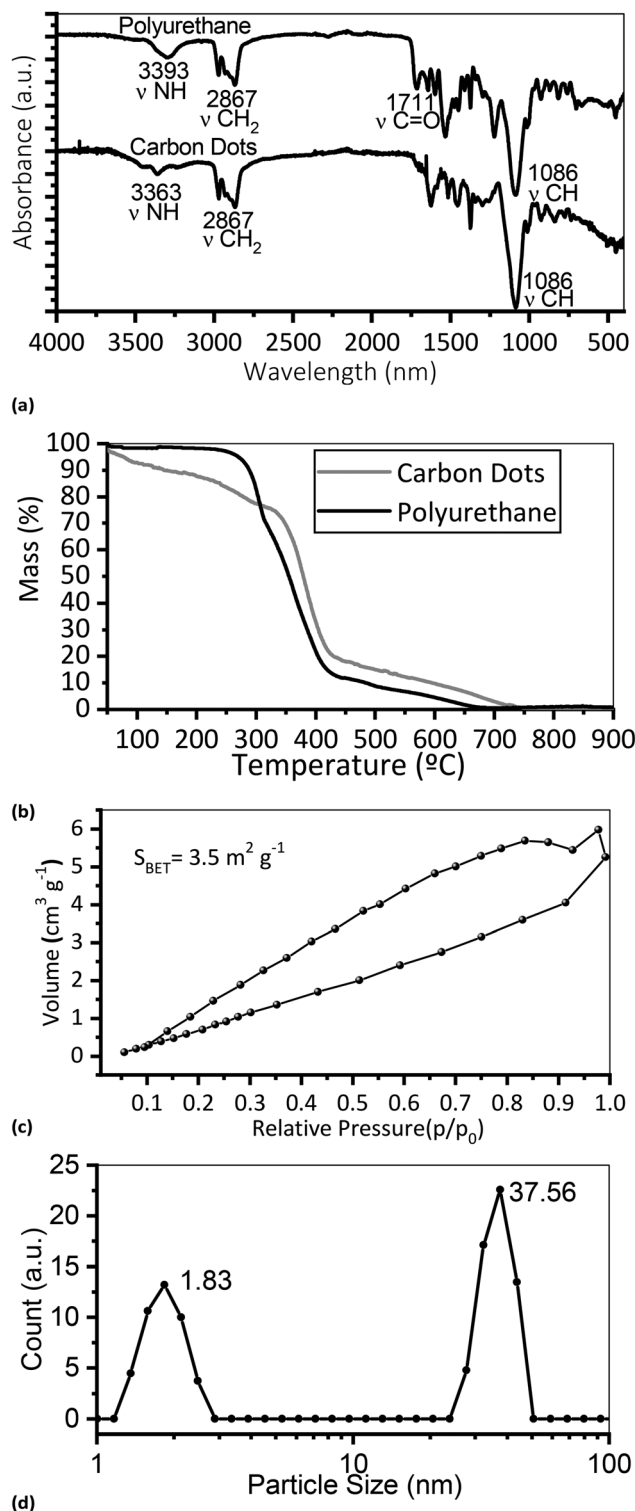 Polyurethane
3393
ν NH
2867
ν CH₂
1711
ν C=O
Carbon Dots
3363
ν NH
2867
ν CH₂
1086
ν CH
1086
ν CH
Absorbance (a.u.)
4000 3500 3000 2500 2000 1500 1000 500
Wavelength (nm)
(a)
100
90
80
70
60
50
40
30
20
10
0
Mass (%)
Carbon Dots
Polyurethane
100 200 300 400 500 600 700 800 900
Temperature (ºC)
(b)
6
5
4
3
2
1
0
Volume (cm³ g⁻¹)
S_BET= 3.5 m² g⁻¹
0.1 0.2 0.3 0.4 0.5 0.6 0.7 0.8 0.9 1.0
Relative Pressure(p/p₀)
(c)
25
20
15
10
5
0
Count (a.u.)
1.83
37.56
1 10 100
Particle Size (nm)
(d)